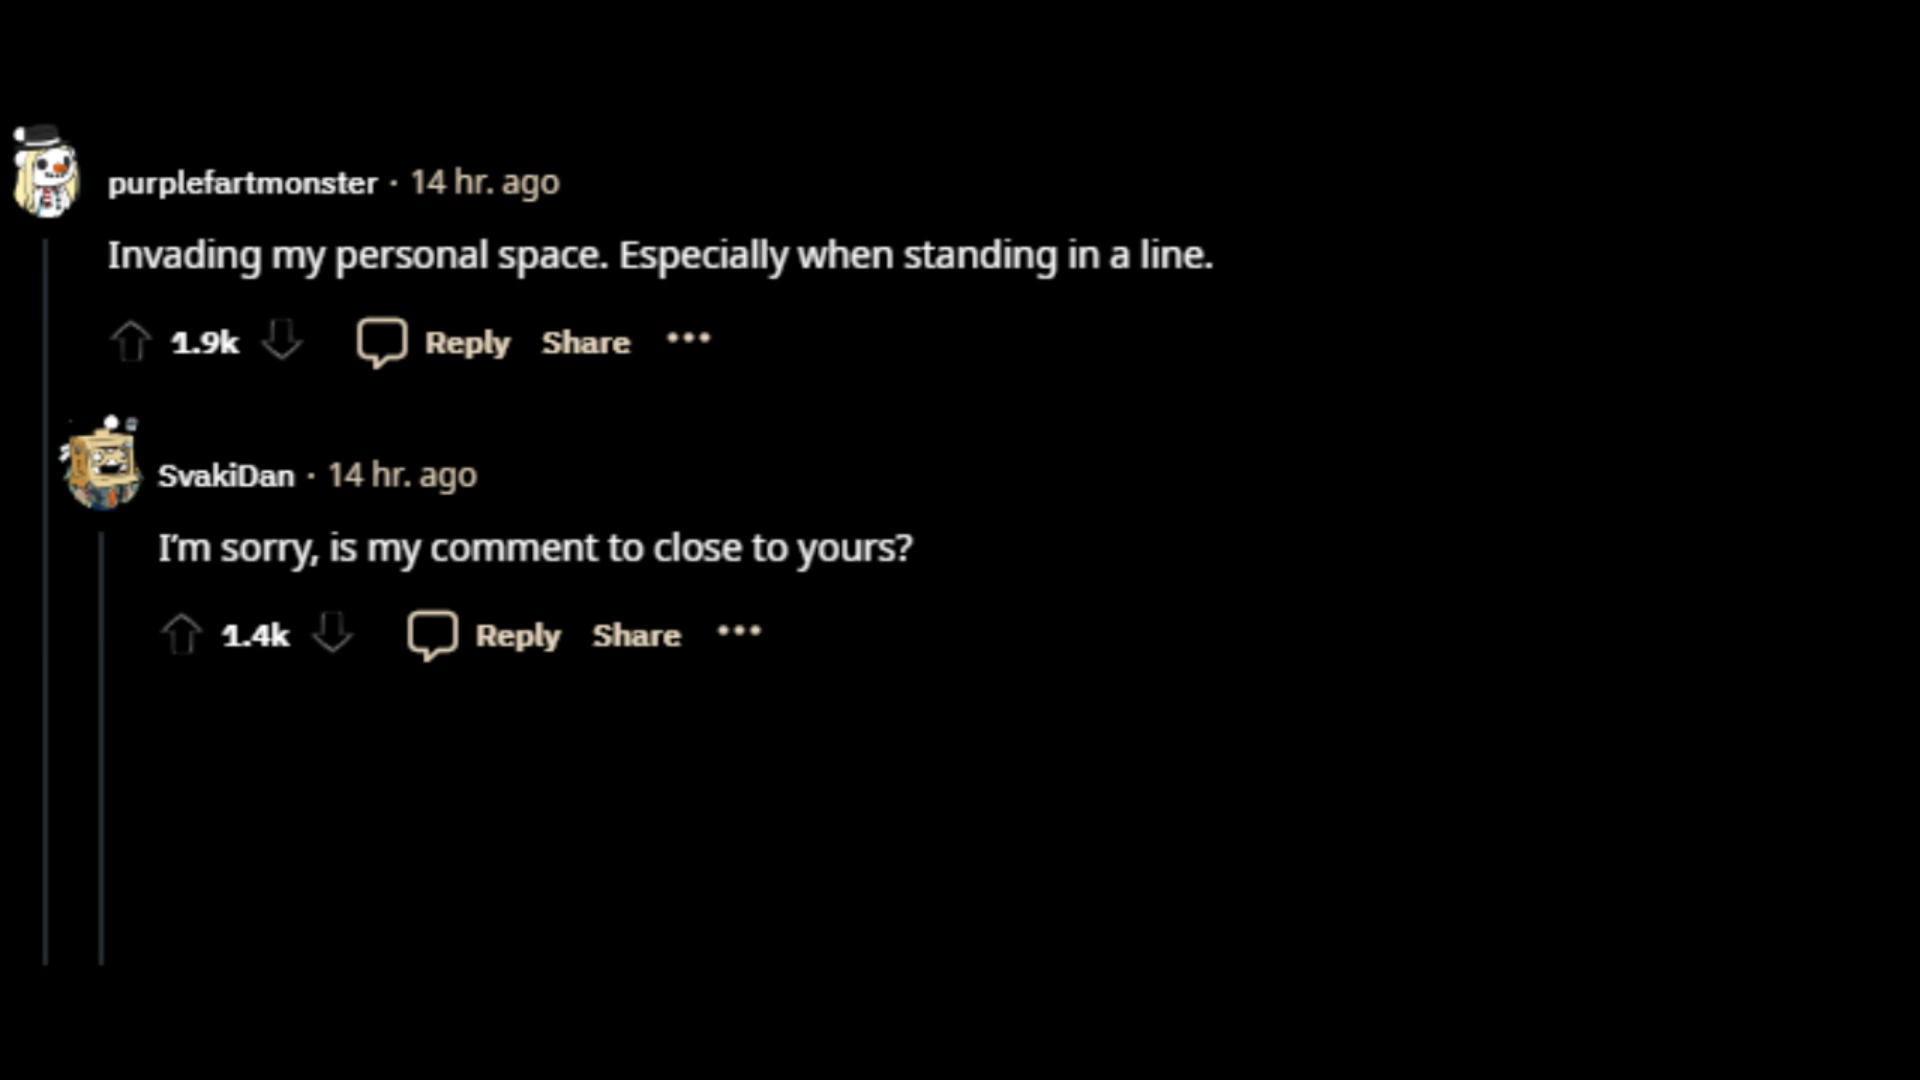 purplefartmonster · 14 hr. ago
Invading my personal space. Especially when standing in a line.
1.9k Reply Share •••
SvakiDan · 14 hr. ago
I'm sorry, is my comment to close to yours?
1.4k Reply Share •••